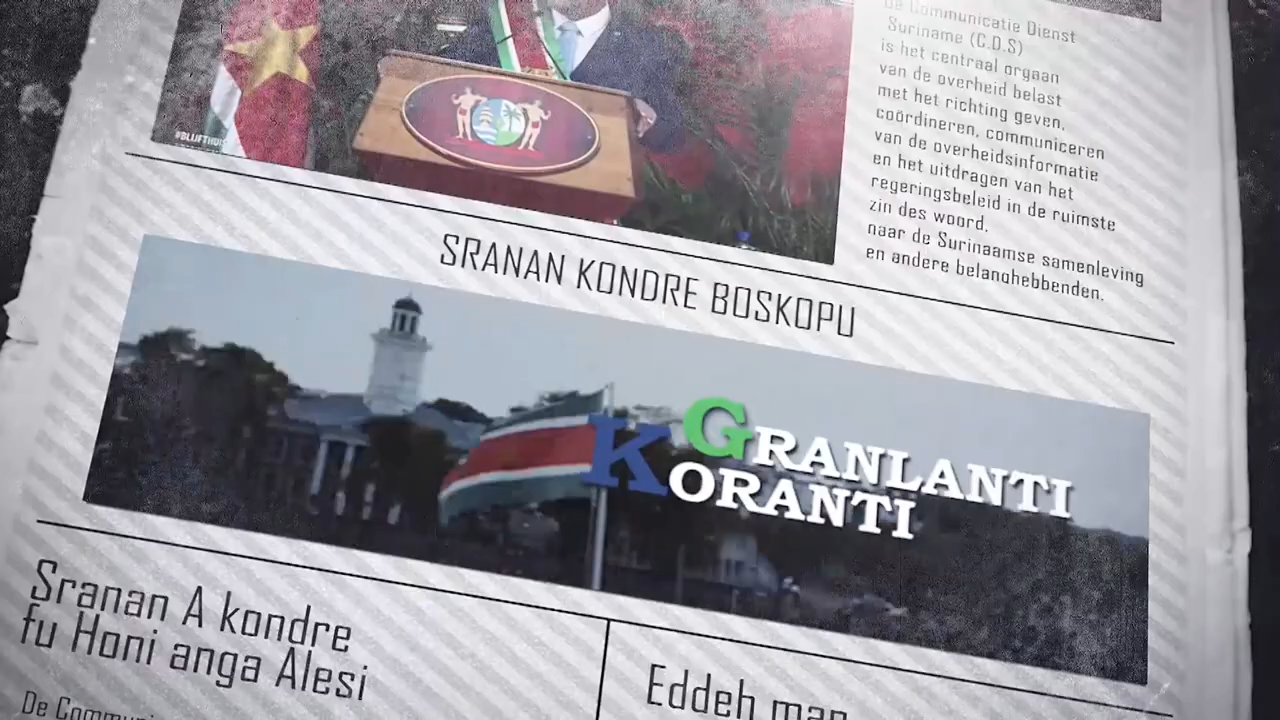 #BLIJFTHUIS
De Communicatie Dienst
Suriname (C.D.S)
is het centraal orgaan
van de overheid belast
met het richting geven,
coördineren, communiceren
van de overheidsinformatie
en het uitdragen van het
regeringsbeleid in de ruimste
zin des woord.
naar de Surinaamse samenleving
en andere belanghebbenden.
SRANAN KONDRE BOSKOPU
GRANLANTI
KORANTI
Sranan A kondre
fu Honi anga Alesi
Eddeh man
De